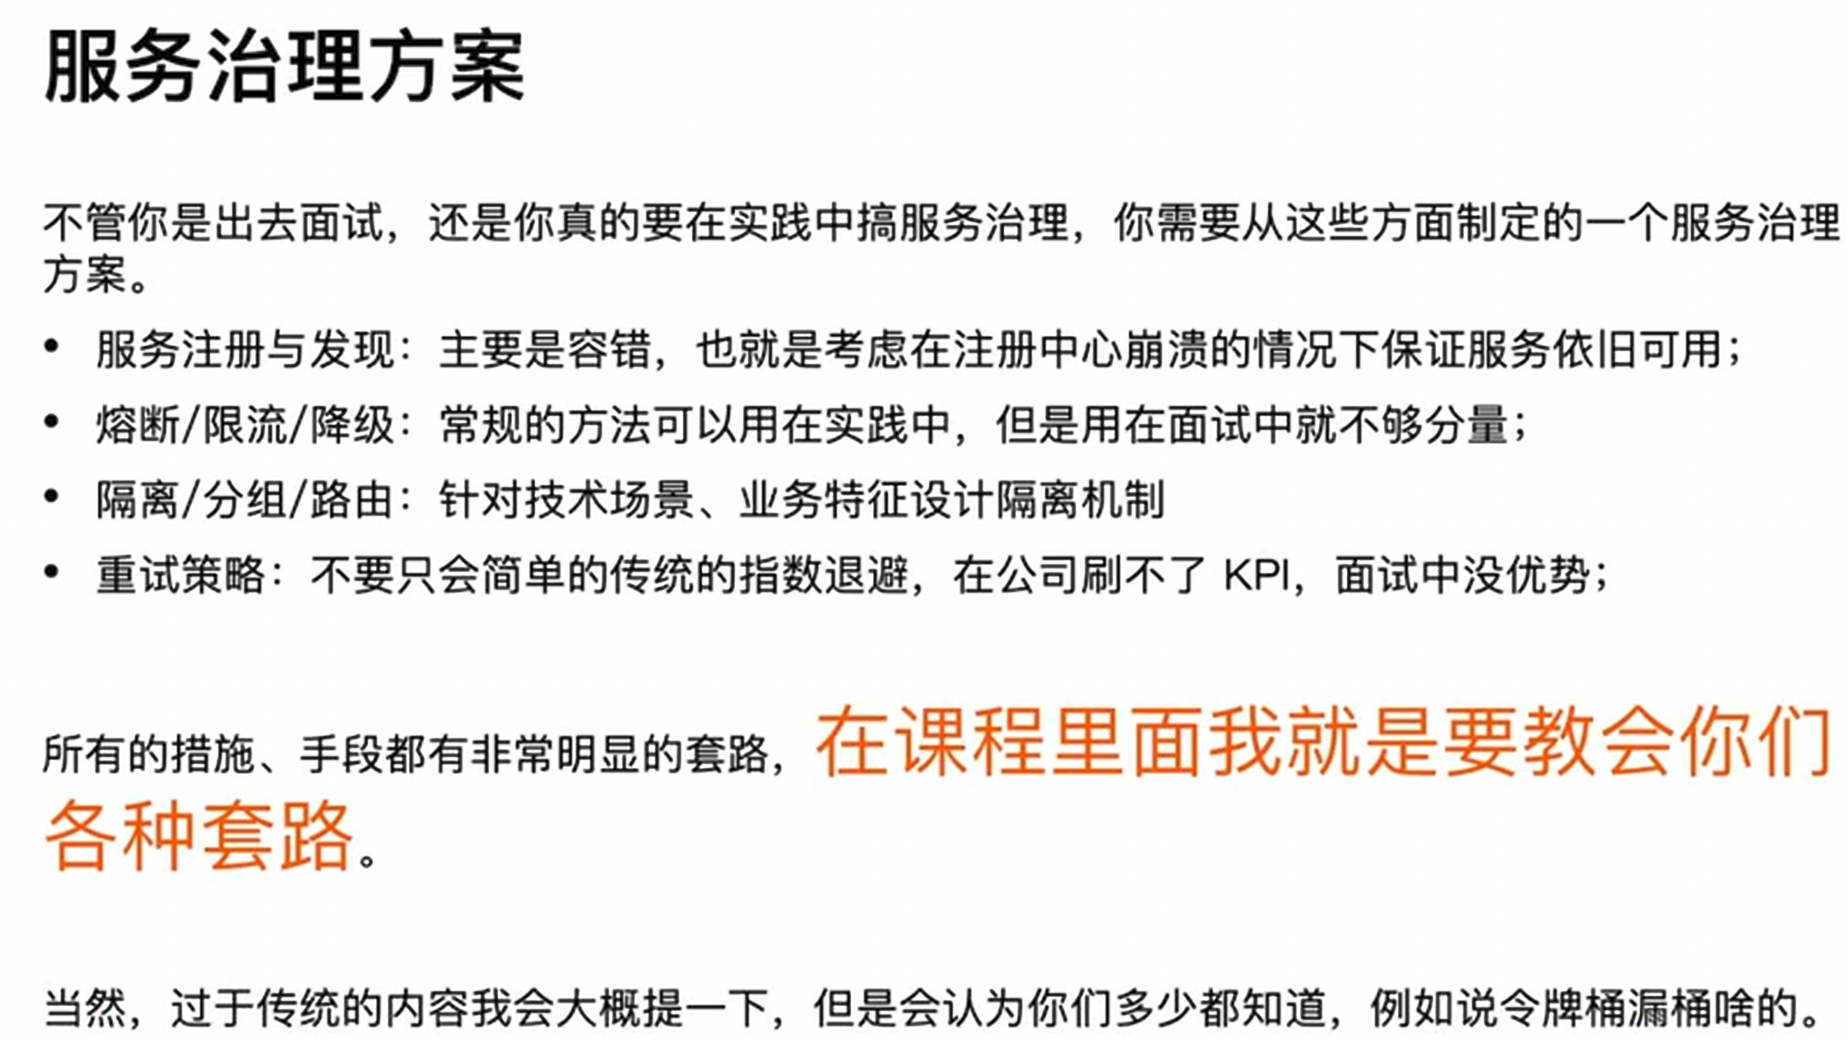 服务治理方案
不管你是出去面试，还是你真的要在实践中搞服务治理，你需要从这些方面制定的一个服务治理
方案。
• 服务注册与发现：主要是容错，也就是考虑在注册中心崩溃的情况下保证服务依旧可用；
• 熔断/限流/降级：常规的方法可以用在实践中，但是用在面试中就不够分量；
• 隔离/分组/路由：针对技术场景、业务特征设计隔离机制
• 重试策略：不要只会简单的传统的指数退避，在公司刷不了 KPI，面试中没优势；
所有的措施、手段都有非常明显的套路，在课程里面我就是要教会你们
各种套路。
当然，过于传统的内容我会大概提一下，但是会认为你们多少都知道，例如说令牌桶漏桶啥的。